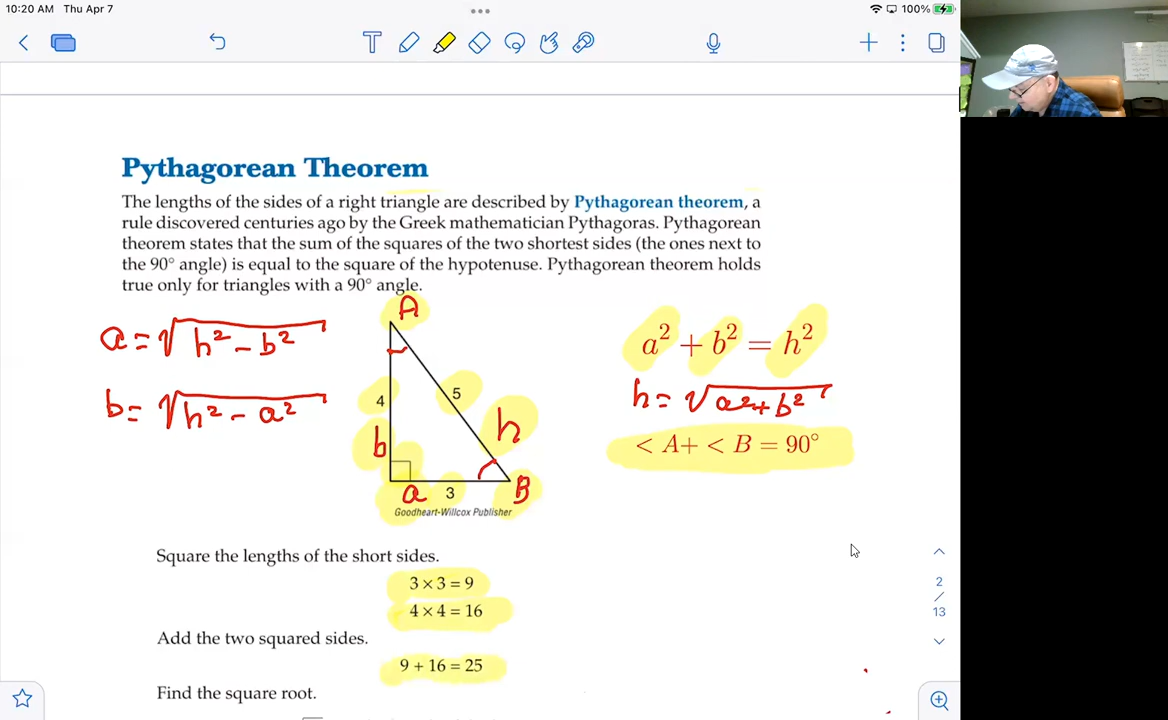 10:20 AM Thu Apr 7
100%
Pythagorean Theorem
The lengths of the sides of a right triangle are described by Pythagorean theorem, a
rule discovered centuries ago by the Greek mathematician Pythagoras. Pythagorean
theorem states that the sum of the squares of the two shortest sides (the ones next to
the 90° angle) is equal to the square of the hypotenuse. Pythagorean theorem holds
true only for triangles with a 90° angle.
A
a = √h² - b²
a² + b² = h²
b = √h² - a²
h = √a² + b²
4
5
b
h
< A+ < B = 90°
a
3
B
Goodheart-Willcox Publisher
Square the lengths of the short sides.
3 × 3 = 9
4 × 4 = 16
Add the two squared sides.
9 + 16 = 25
Find the square root.
2
/
13